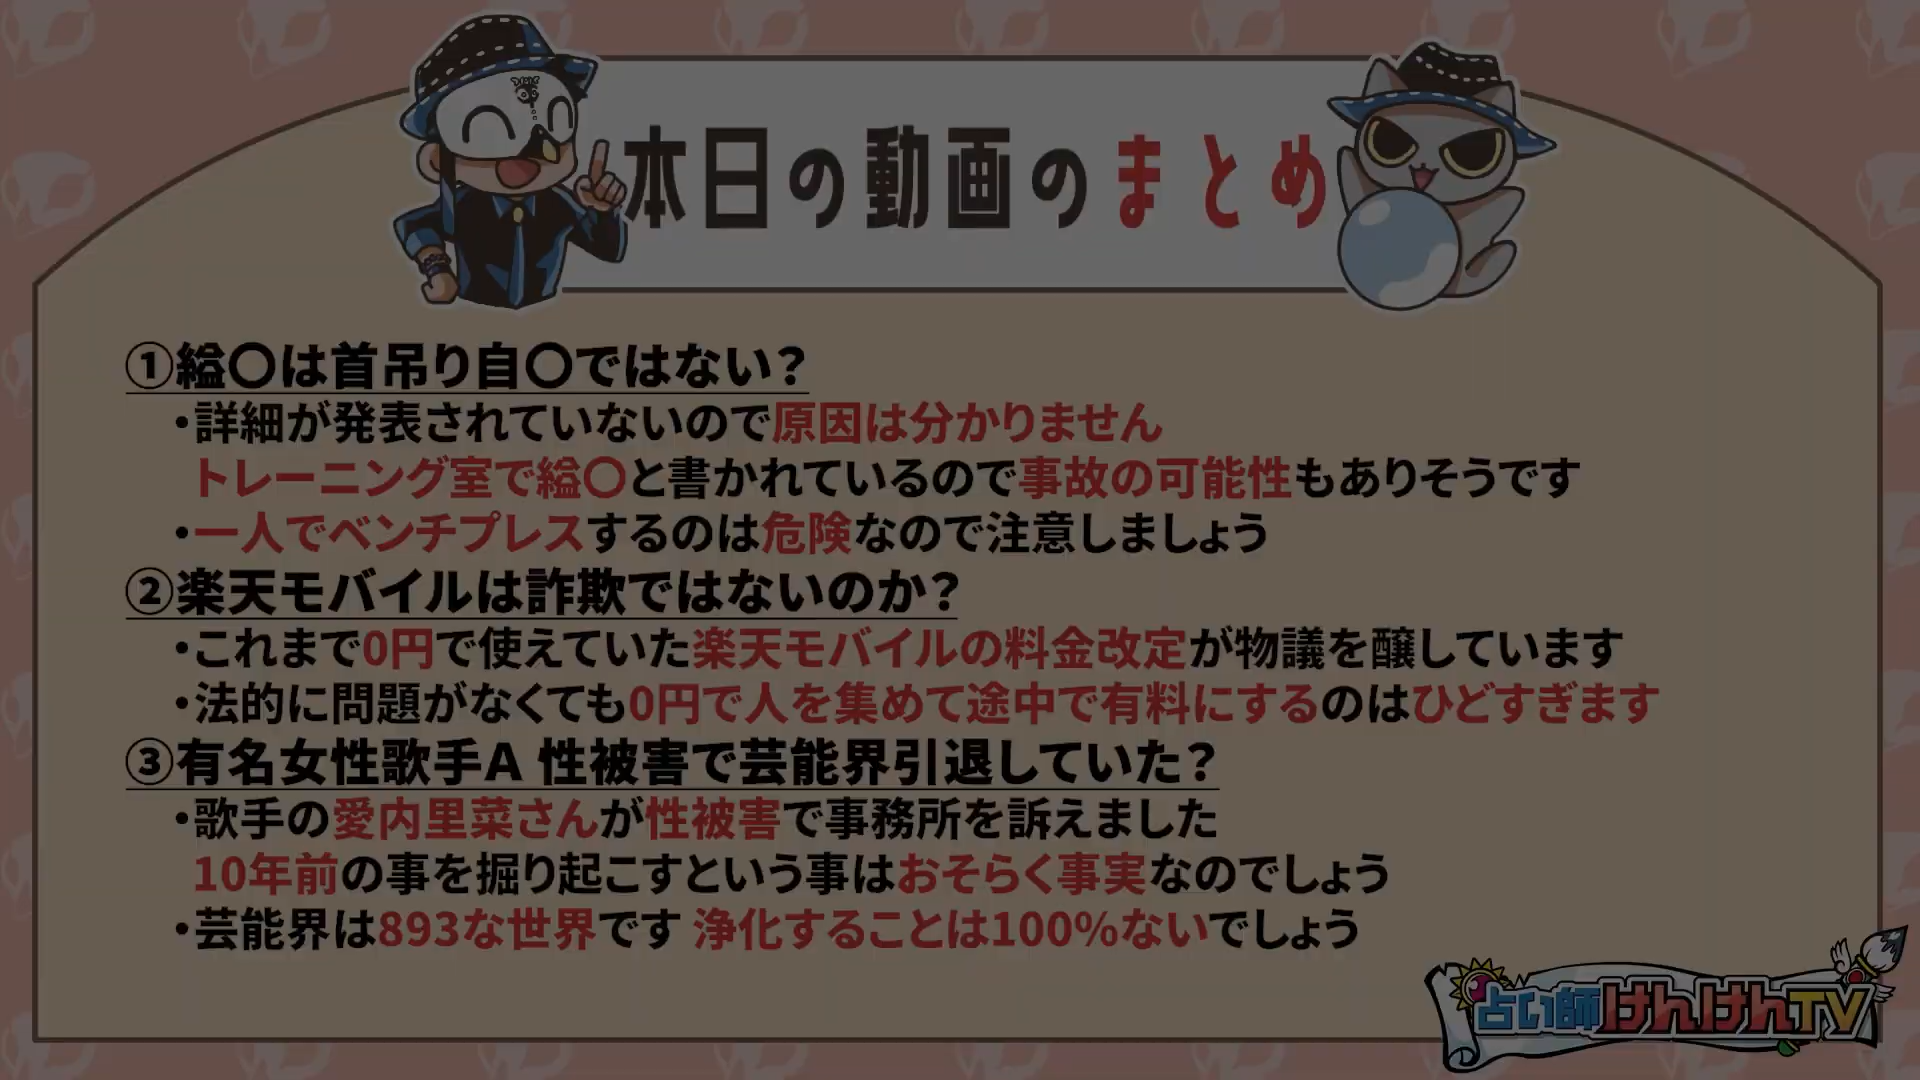 本日の動画のまとめ
①縊〇は首吊り自〇ではない？
・詳細が発表されていないので原因は分かりません
トレーニング室で縊〇と書かれているので事故の可能性もありそうです
・一人でベンチプレスするのは危険なので注意しましょう
②楽天モバイルは詐欺ではないのか？
・これまで0円で使えていた楽天モバイルの料金改定が物議を醸しています
・法的に問題がなくても0円で人を集めて途中で有料にするのはひどすぎます
③有名女性歌手A 性被害で芸能界引退していた？
・歌手の愛内里菜さんが性被害で事務所を訴えました
10年前の事を掘り起こすという事はおそらく事実なのでしょう
・芸能界は893な世界です 浄化することは100%ないでしょう
占い師けんけんTV